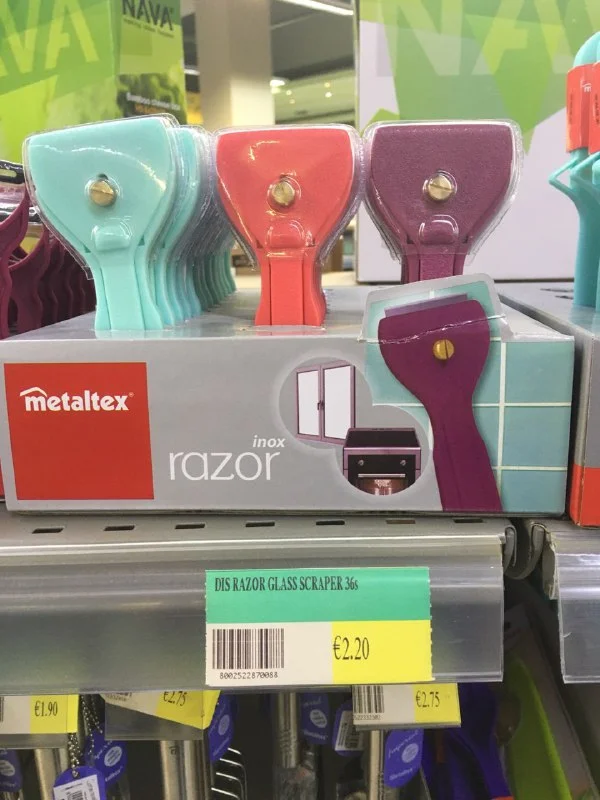 NAVA
metaltex
inox
razor
DIS RAZOR GLASS SCRAPER 36s
€2.20
8002522870088
€1.90
€2.75
€2.75